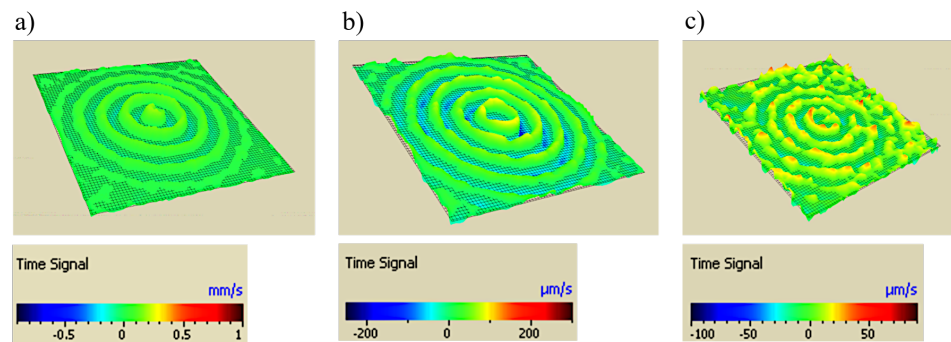 a)
b)
c)
Time Signal
mm/s
-0.5 0 0.5 1
Time Signal
µm/s
-200 0 200
Time Signal
µm/s
-100 -50 0 50